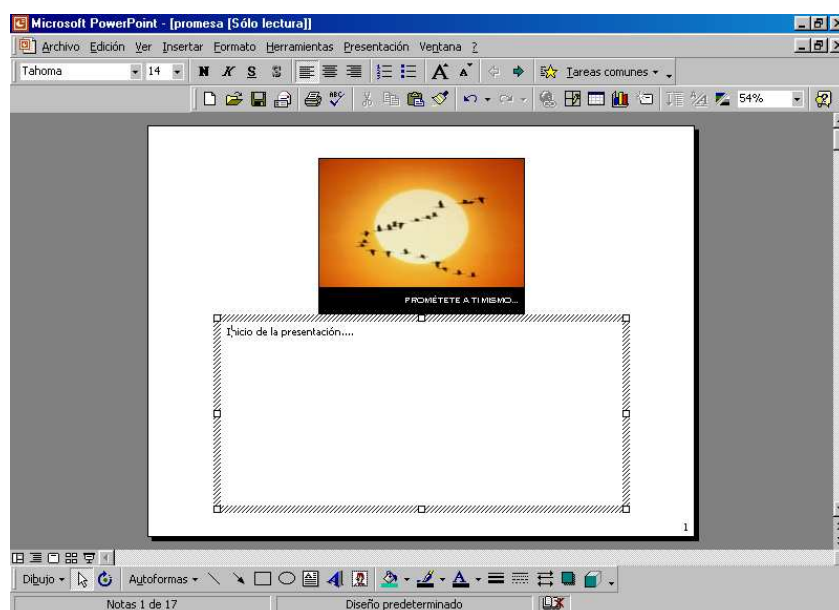 Microsoft PowerPoint - [promesa [Sólo lectura]]
Archivo Edición Ver Insertar Formato Herramientas Presentación Ventana ?
Tahoma 14 N K S S Tareas comunes
54%
PROMÉTETE A TI MISMO...
Inicio de la presentación....
1
Dibujo Autoformas
Notas 1 de 17 Diseño predeterminado